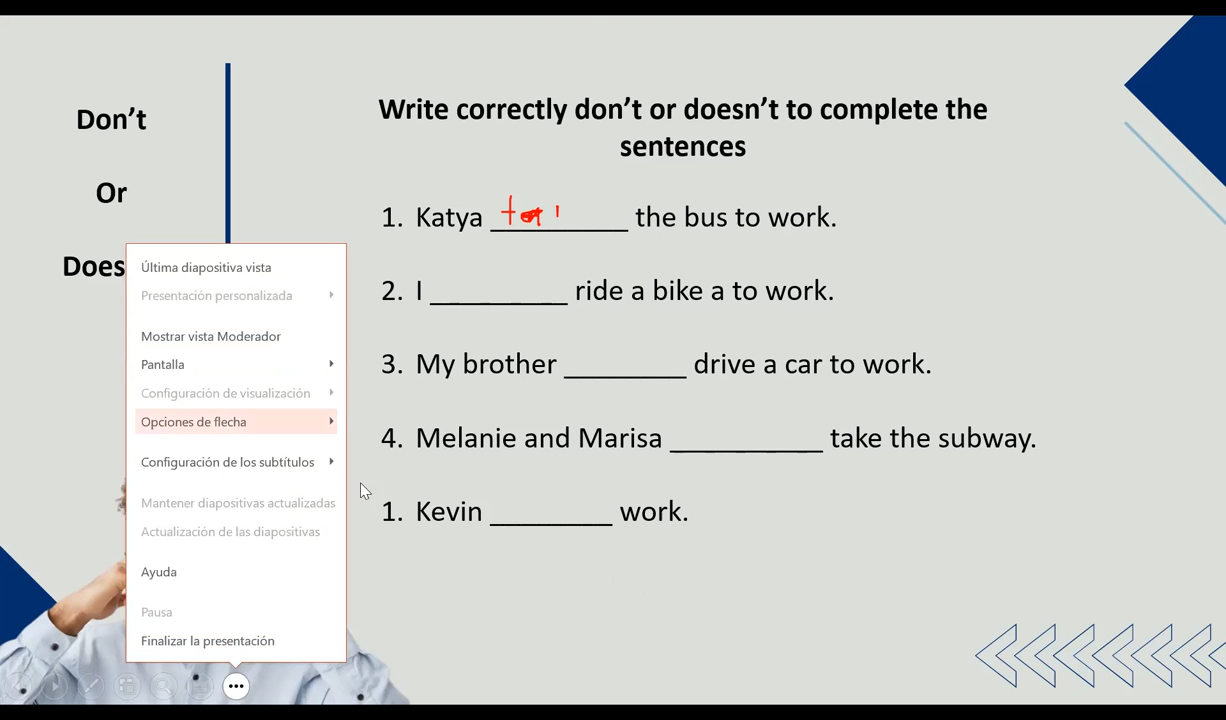 Don't
Or
Does
Write correctly don't or doesn't to complete the
sentences
1. Katya _________ the bus to work.
2. I _________ ride a bike a to work.
3. My brother ________ drive a car to work.
4. Melanie and Marisa __________ take the subway.
1. Kevin ________ work.
Última diapositiva vista
Presentación personalizada
Mostrar vista Moderador
Pantalla
Configuración de visualización
Opciones de flecha
Configuración de los subtítulos
Mantener diapositivas actualizadas
Actualización de las diapositivas
Ayuda
Pausa
Finalizar la presentación